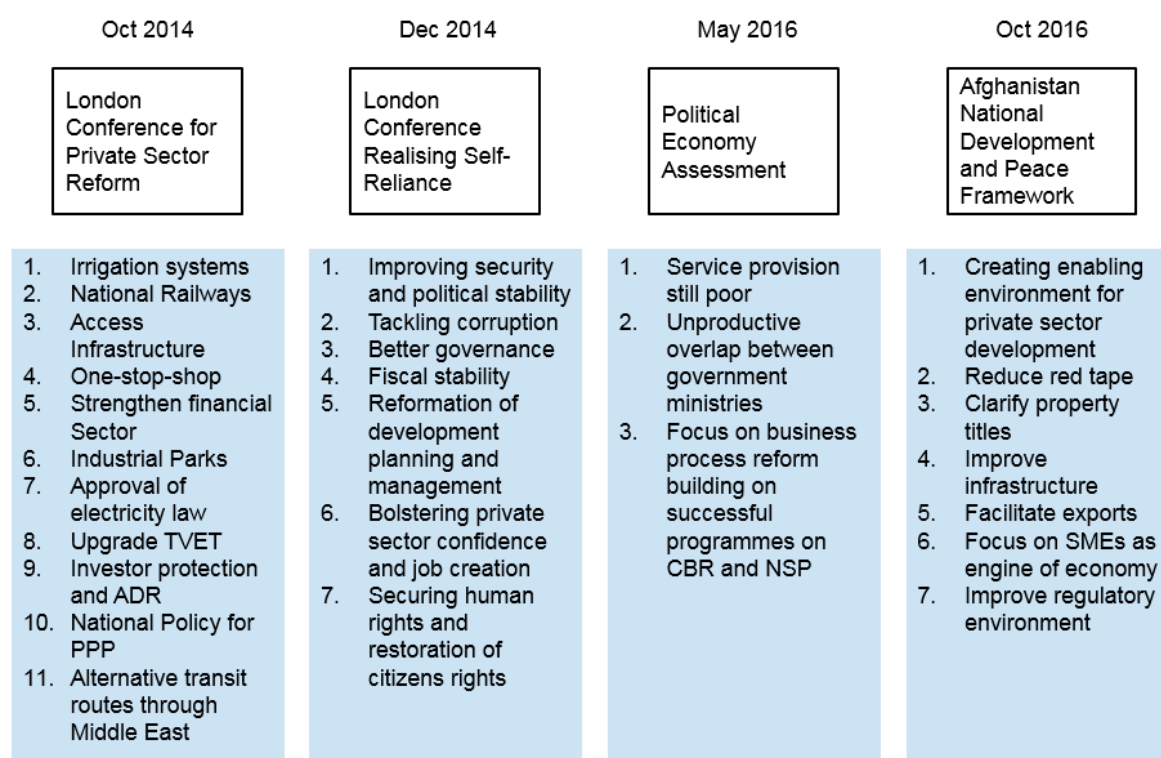 Oct 2014
London
Conference for
Private Sector
Reform
1. Irrigation systems
2. National Railways
3. Access
Infrastructure
4. One-stop-shop
5. Strengthen financial
Sector
6. Industrial Parks
7. Approval of
electricity law
8. Upgrade TVET
9. Investor protection
and ADR
10. National Policy for
PPP
11. Alternative transit
routes through
Middle East
Dec 2014
London
Conference
Realising Self-
Reliance
1. Improving security
and political stability
2. Tackling corruption
3. Better governance
4. Fiscal stability
5. Reformation of
development
planning and
management
6. Bolstering private
sector confidence
and job creation
7. Securing human
rights and
restoration of
citizens rights
May 2016
Political
Economy
Assessment
1. Service provision
still poor
2. Unproductive
overlap between
government
ministries
3. Focus on business
process reform
building on
successful
programmes on
CBR and NSP
Oct 2016
Afghanistan
National
Development
and Peace
Framework
1. Creating enabling
environment for
private sector
development
2. Reduce red tape
3. Clarify property
titles
4. Improve
infrastructure
5. Facilitate exports
6. Focus on SMEs as
engine of economy
7. Improve regulatory
environment